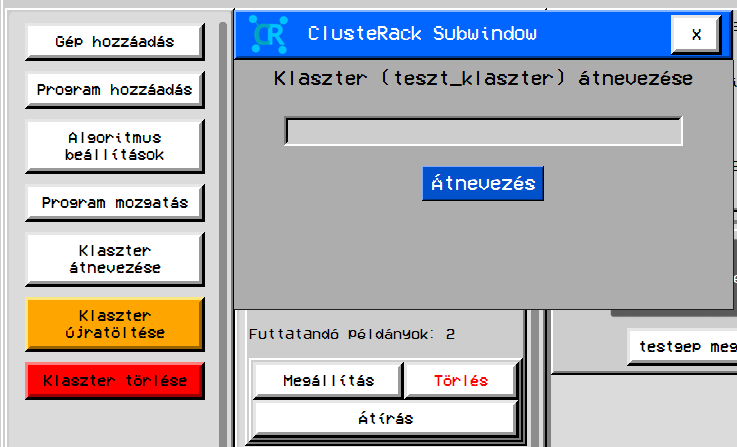 Gép hozzáadás
Program hozzáadás
Algoritmus
beállítások
Program mozgatás
Klaszter
átnevezése
Klaszter
újratöltése
Klaszter törlése
CR ClusteRack Subwindow x
Klaszter (teszt_klaszter) átnevezése
Átnevezés
Futtatandó példányok: 2
Megállítás Törlés
Átírás
testgep meg